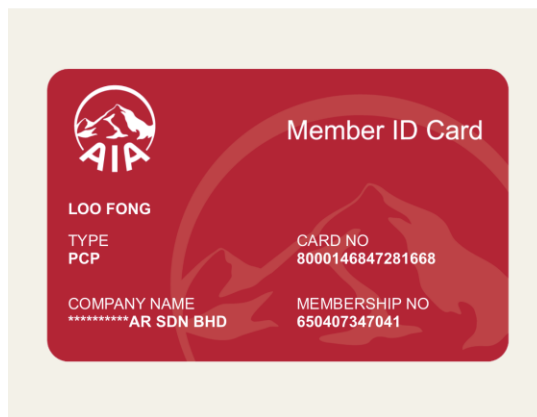 AIA
Member ID Card
LOO FONG
TYPE
PCP
CARD NO
8000146847281668
COMPANY NAME
**********AR SDN BHD
MEMBERSHIP NO
650407347041